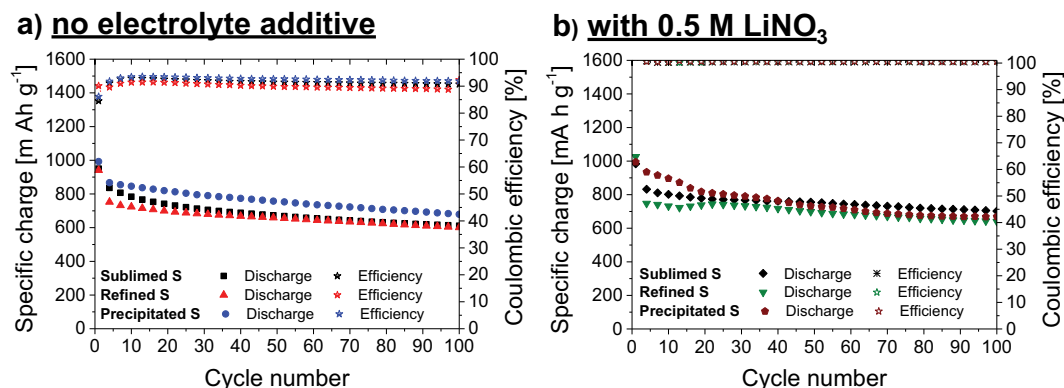 a) no electrolyte additive
1600
1400
1200
1000
800
600
400
200
0
Specific charge [m Ah g⁻¹]
100
90
80
70
60
50
40
30
20
10
0
Coulombic efficiency [%]
Sublimed S Discharge Efficiency
Refined S Discharge Efficiency
Precipitated S Discharge Efficiency
0 10 20 30 40 50 60 70 80 90 100
Cycle number
b) with 0.5 M LiNO₃
1600
1400
1200
1000
800
600
400
200
0
Specific charge [mA h g⁻¹]
100
90
80
70
60
50
40
30
20
10
0
Coulombic efficiency [%]
Sublimed S Discharge Efficiency
Refined S Discharge Efficiency
Precipitated S Discharge Efficiency
0 10 20 30 40 50 60 70 80 90 100
Cycle number